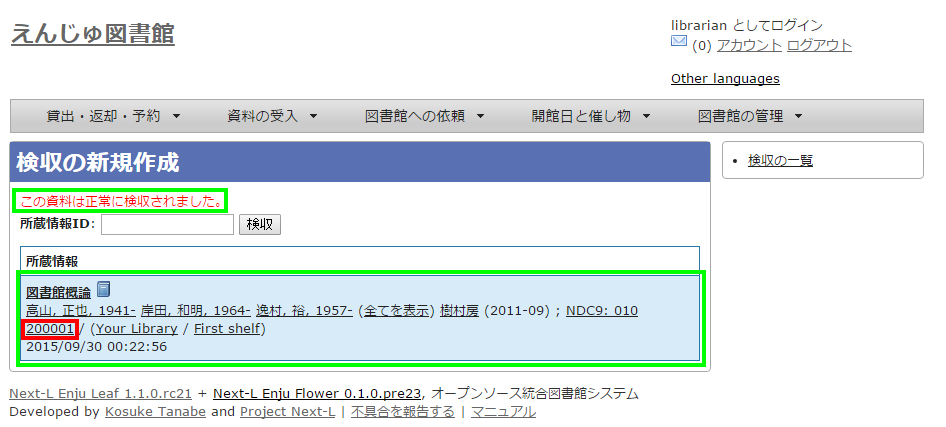 えんじゅ図書館
librarian としてログイン
(0) アカウント ログアウト
Other languages
貸出・返却・予約 資料の受入 図書館への依頼 開館日と催し物 図書館の管理
検収の新規作成
検収の一覧
この資料は正常に検収されました。
所蔵情報ID: 検収
所蔵情報
図書館概論
高山, 正也, 1941- 岸田, 和明, 1964- 逸村, 裕, 1957- (全てを表示) 樹村房 (2011-09) ; NDC9: 010
200001 / (Your Library / First shelf)
2015/09/30 00:22:56
Next-L Enju Leaf 1.1.0.rc21 + Next-L Enju Flower 0.1.0.pre23, オープンソース統合図書館システム
Developed by Kosuke Tanabe and Project Next-L | 不具合を報告する | マニュアル